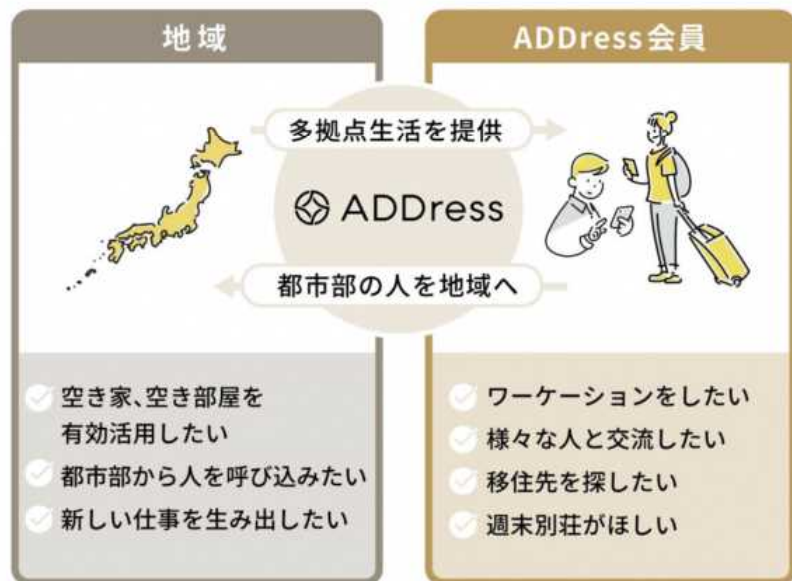 地域
ADDress会員
多拠点生活を提供
ADDress
都市部の人を地域へ
空き家、空き部屋を
有効活用したい
都市部から人を呼び込みたい
新しい仕事を生み出したい
ワーケーションをしたい
様々な人と交流したい
移住先を探したい
週末別荘がほしい